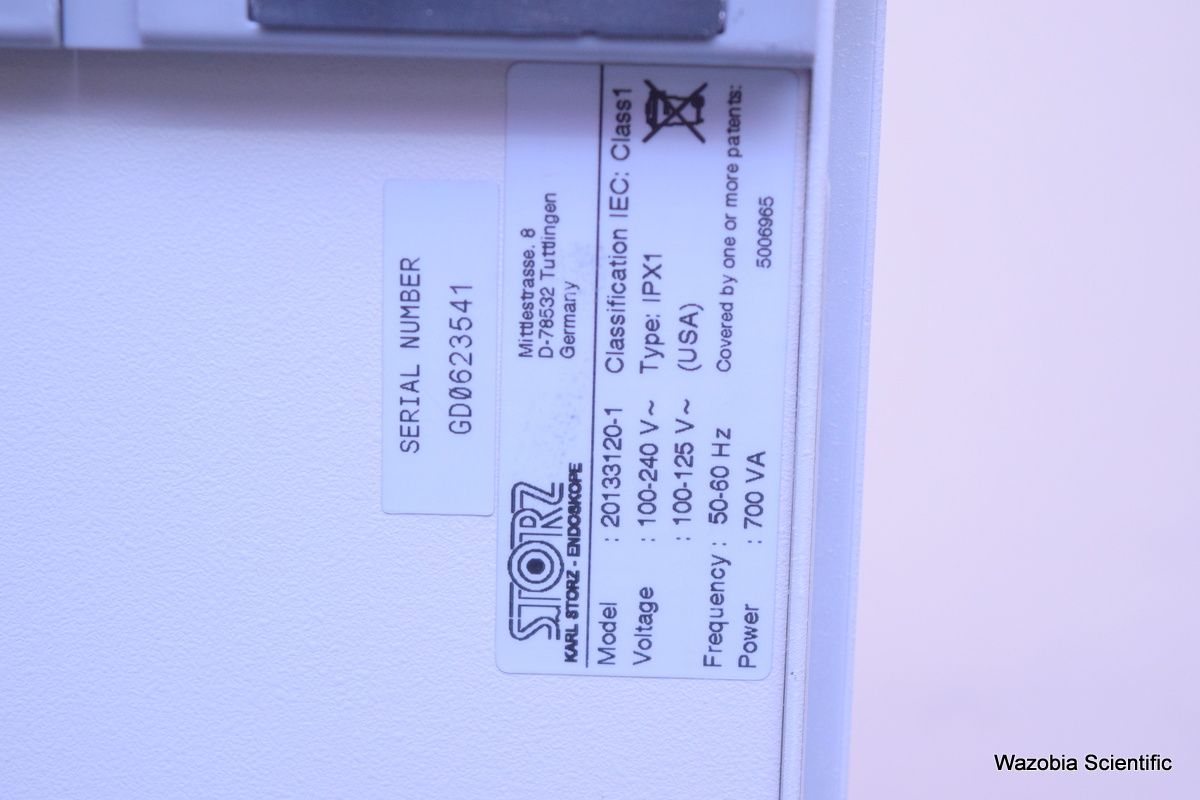 SERIAL NUMBER
GD0623541
STORZ
KARL STORZ - ENDOSKOPE
Mittlestrasse. 8
D-78532 Tuttlingen
Germany
Model : 20133120-1 Classification IEC: Class1
Voltage : 100-240 V~ Type: IPX1
: 100-125 V~ (USA)
Frequency : 50-60 Hz Covered by one or more patents:
Power : 700 VA 5006965
Wazobia Scientific